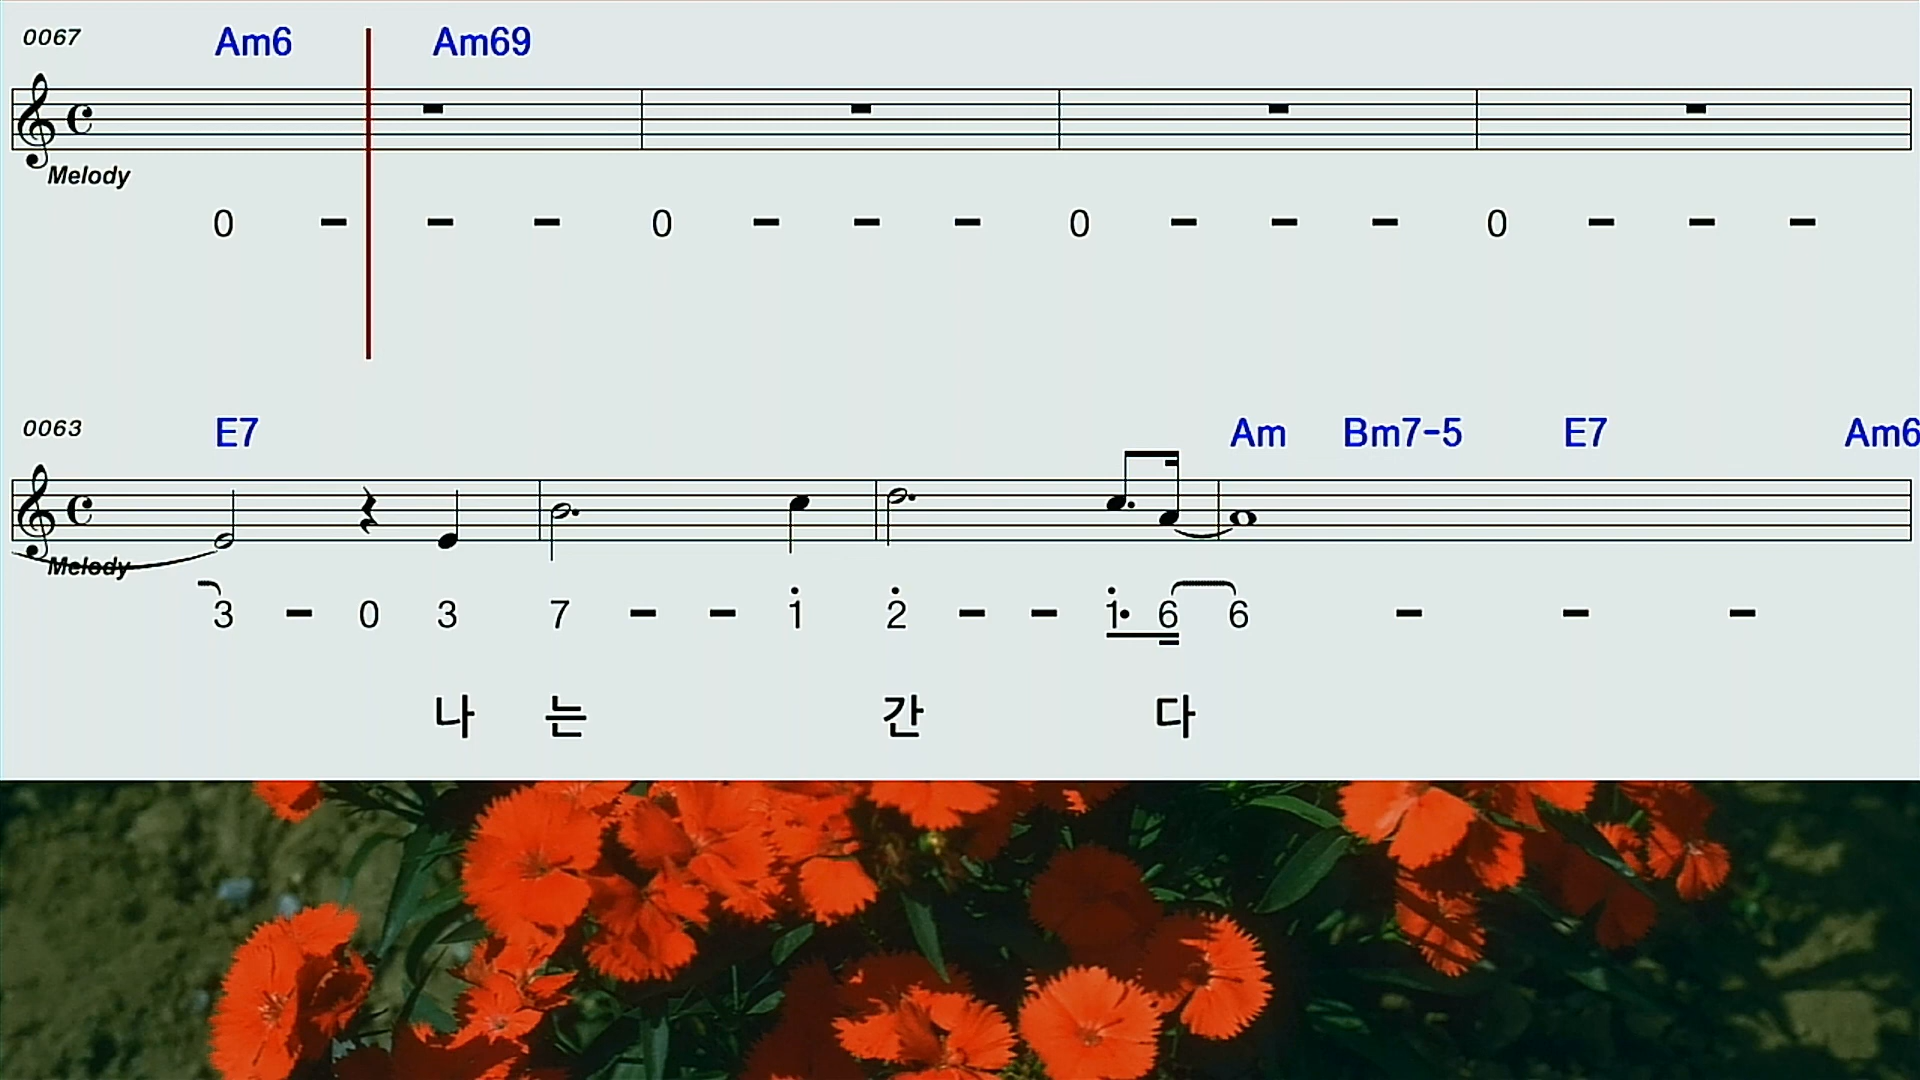 0067 Am6 Am69
Melody
0 - - - 0 - - - 0 - - - 0 - - -
0063 E7 Am Bm7-5 E7 Am6
Melody
3 - 0 3 7 - - 1 2 - - 1· 6 6 - - -
나 는 간 다